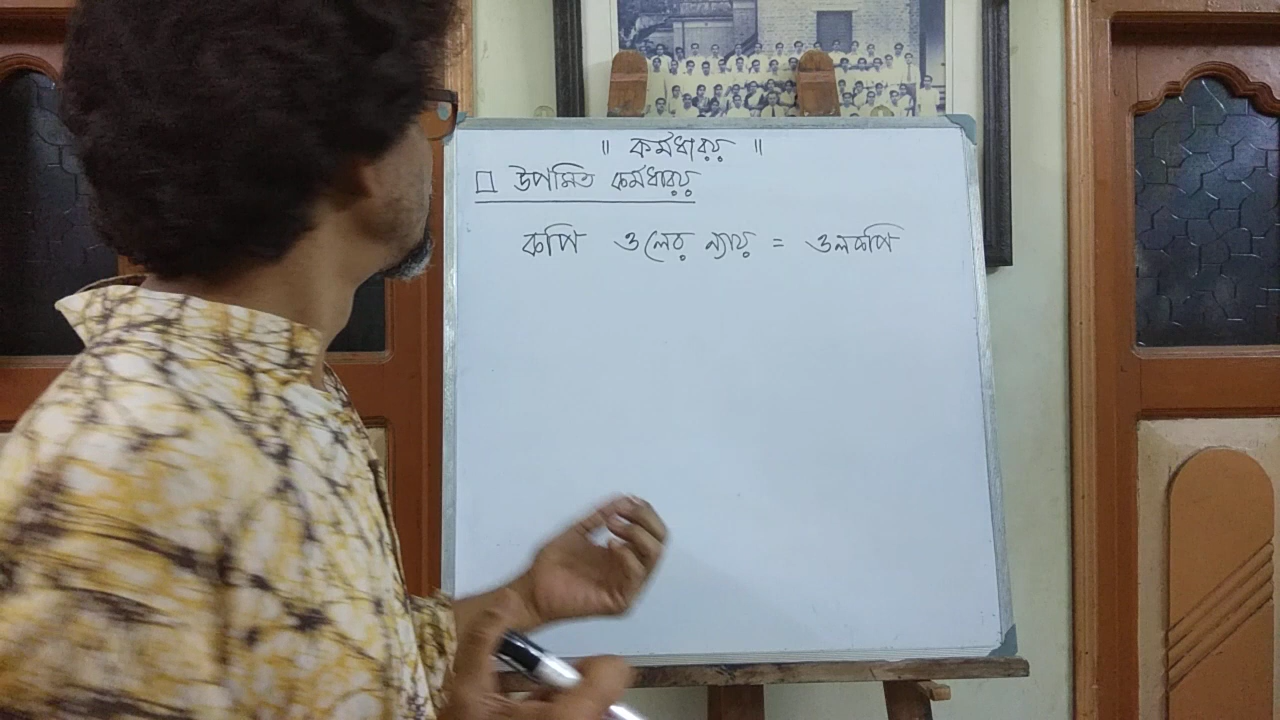 ॥ কর্মধারয় ॥
□ উপমিত কর্মধারয়
কপি ওলের ন্যায় = ওলকপি